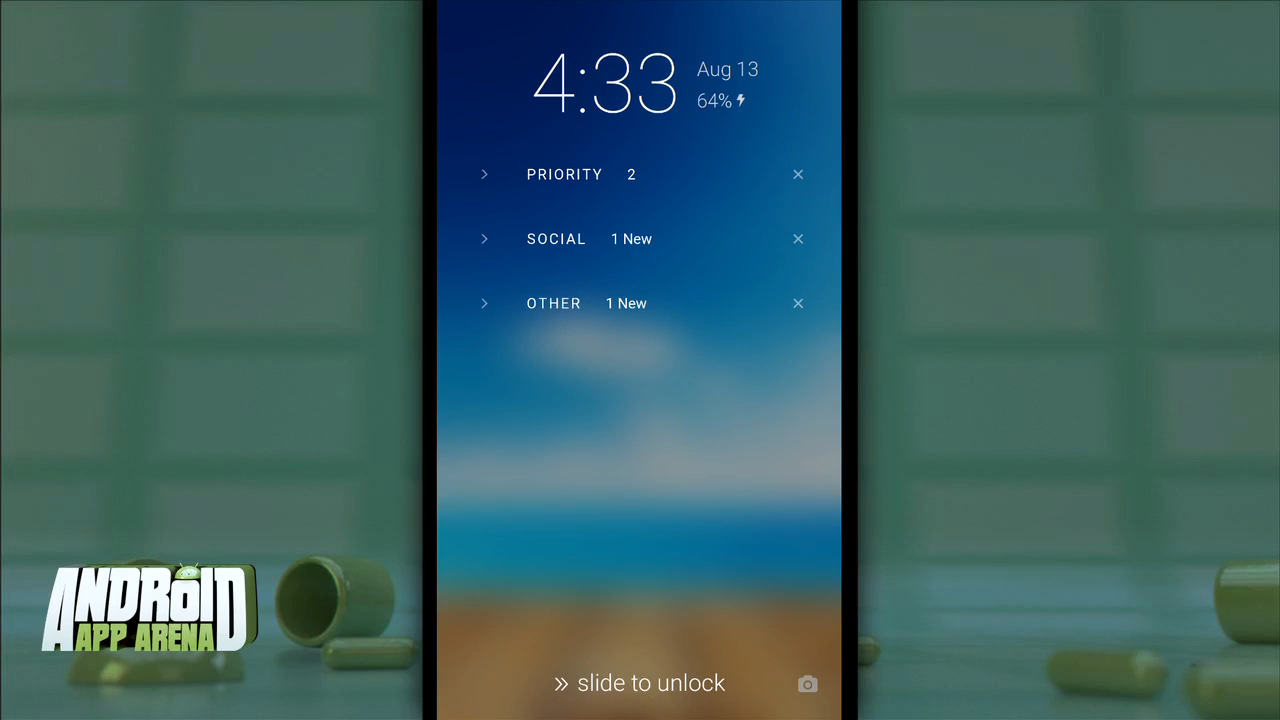 4:33
Aug 13
64%
PRIORITY 2
SOCIAL 1 New
OTHER 1 New
» slide to unlock
ANDROID
APP ARENA